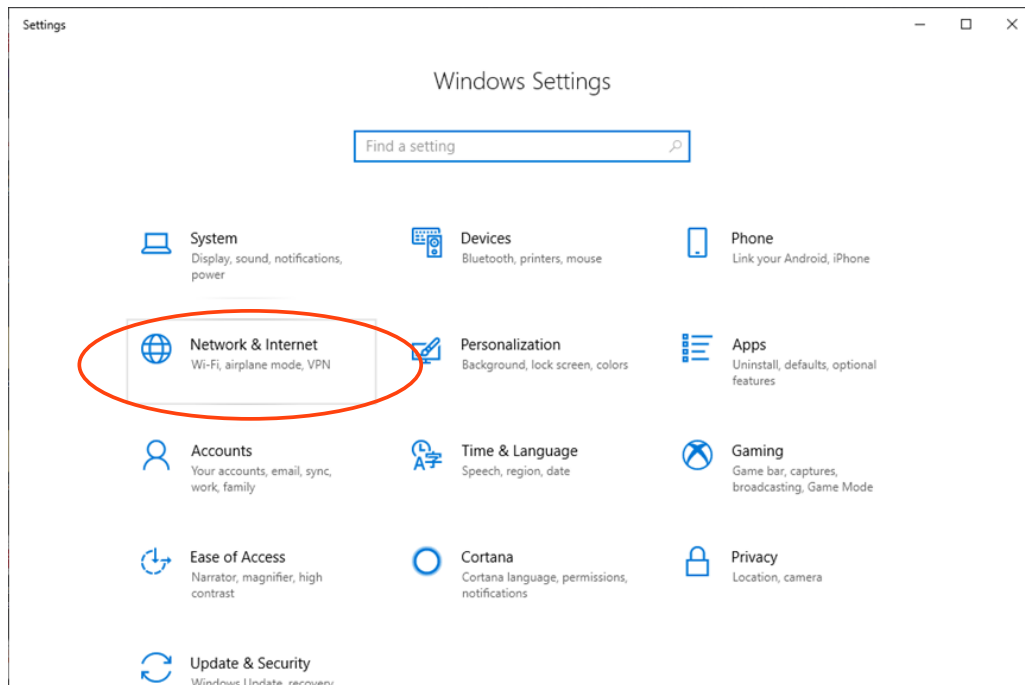 Settings
Windows Settings
Find a setting
System
Display, sound, notifications,
power
Devices
Bluetooth, printers, mouse
Phone
Link your Android, iPhone
Network & Internet
Wi-Fi, airplane mode, VPN
Personalization
Background, lock screen, colors
Apps
Uninstall, defaults, optional
features
Accounts
Your accounts, email, sync,
work, family
Time & Language
Speech, region, date
Gaming
Game bar, captures,
broadcasting, Game Mode
Ease of Access
Narrator, magnifier, high
contrast
Cortana
Cortana language, permissions,
notifications
Privacy
Location, camera
Update & Security
Windows Update, recovery